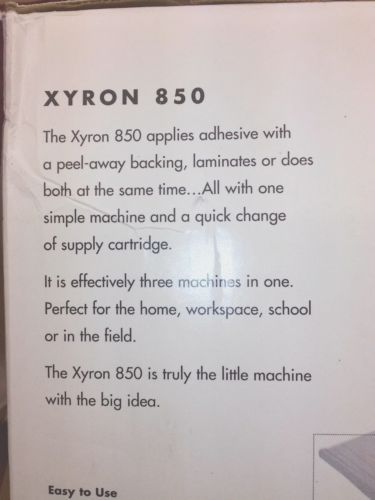 XYRON 850
The Xyron 850 applies adhesive with
a peel-away backing, laminates or does
both at the same time...All with one
simple machine and a quick change
of supply cartridge.
It is effectively three machines in one.
Perfect for the home, workspace, school
or in the field.
The Xyron 850 is truly the little machine
with the big idea.
Easy to Use